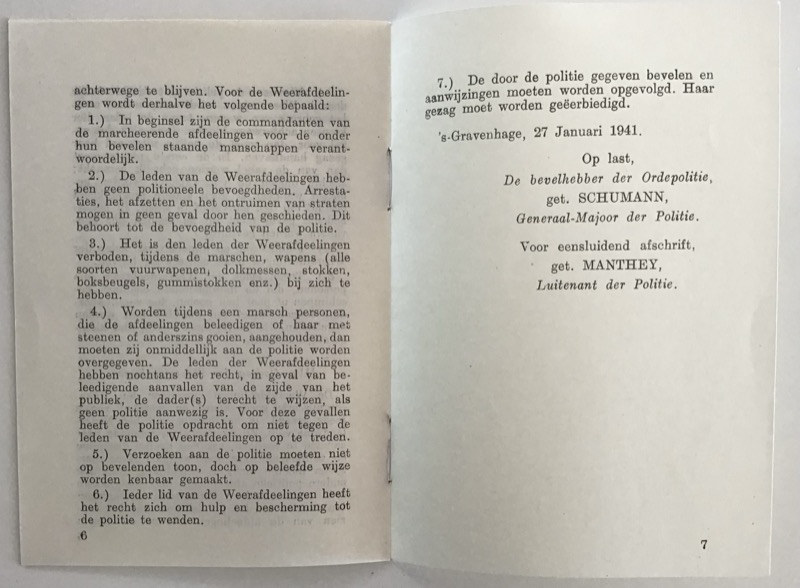 achterwege te blijven. Voor de Weerafdeelin-
gen wordt derhalve het volgende bepaald:
1.) In beginsel zijn de commandanten van
de marcheerende afdeelingen voor de onder
hun bevelen staande manschappen verant-
woordelijk.
2.) De leden van de Weerafdeelingen heb-
ben geen politioneele bevoegdheden. Arresta-
ties, het afzetten en het ontruimen van straten
mogen in geen geval door hen geschieden. Dit
behoort tot de bevoegdheid van de politie.
3.) Het is den leden der Weerafdeelingen
verboden, tijdens de marschen, wapens (alle
soorten vuurwapenen, dolkmessen, stokken,
boksbeugels, gummistokken enz.) bij zich te
hebben.
4.) Worden tijdens een marsch personen,
die de afdeelingen beleedigen of haar met
steenen of anderszins gooien, aangehouden, dan
moeten zij onmiddellijk aan de politie worden
overgegeven. De leden der Weerafdeelingen
hebben nochtans het recht, in geval van be-
leedigende aanvallen van de zijde van het
publiek, de dader(s) terecht te wijzen, als
geen politie aanwezig is. Voor deze gevallen
heeft de politie opdracht om niet tegen de
leden van de Weerafdeelingen op te treden.
5.) Verzoeken aan de politie moeten niet
op bevelenden toon, doch op beleefde wijze
worden kenbaar gemaakt.
6.) Ieder lid van de Weerafdeelingen heeft
het recht zich om hulp en bescherming tot
de politie te wenden.
6
7.) De door de politie gegeven bevelen en
aanwijzingen moeten worden opgevolgd. Haar
gezag moet worden geëerbiedigd.
's-Gravenhage, 27 Januari 1941.
Op last,
De bevelhebber der Ordepolitie,
get. SCHUMANN,
Generaal-Majoor der Politie.
Voor eensluidend afschrift,
get. MANTHEY,
Luitenant der Politie.
7